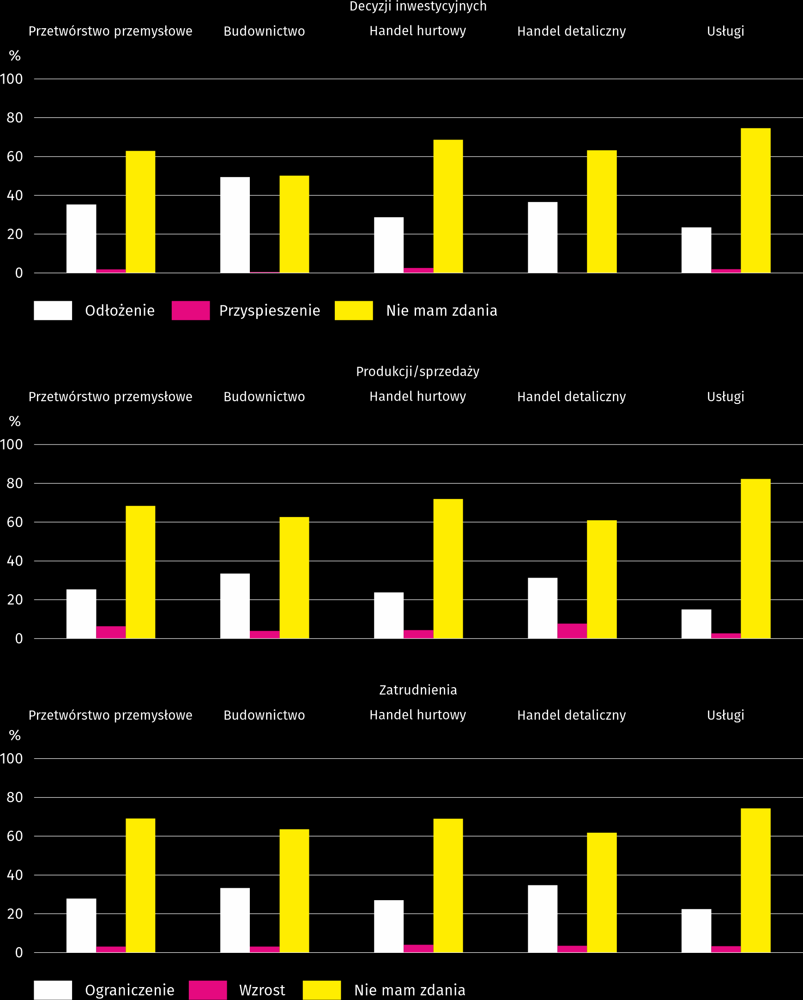 Decyzji inwestycyjnych
Przetwórstwo przemysłowe Budownictwo Handel hurtowy Handel detaliczny Usługi
%
100
80
60
40
20
0
Odłożenie Przyspieszenie Nie mam zdania
Produkcji/sprzedaży
Przetwórstwo przemysłowe Budownictwo Handel hurtowy Handel detaliczny Usługi
%
100
80
60
40
20
0
Zatrudnienia
Przetwórstwo przemysłowe Budownictwo Handel hurtowy Handel detaliczny Usługi
%
100
80
60
40
20
0
Ograniczenie Wzrost Nie mam zdania